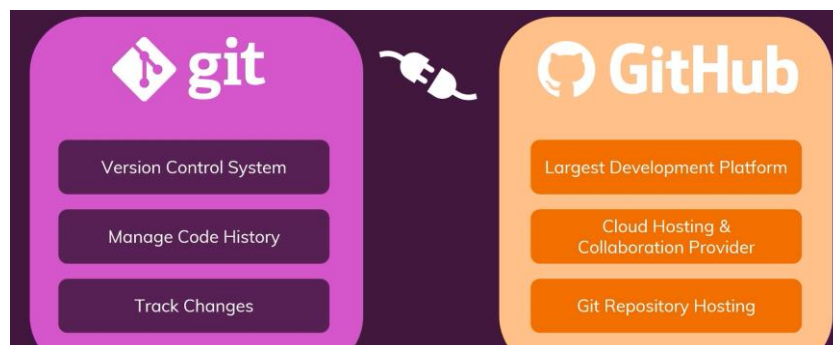 git
Version Control System
Manage Code History
Track Changes
GitHub
Largest Development Platform
Cloud Hosting &
Collaboration Provider
Git Repository Hosting